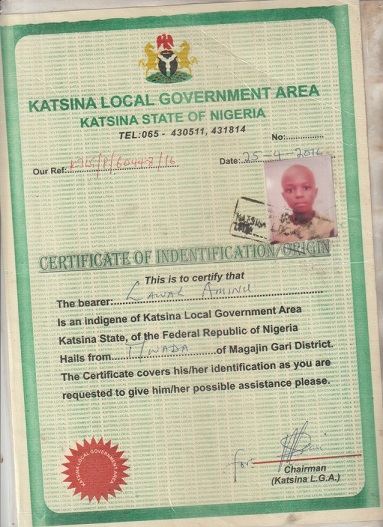 KATSINA LOCAL GOVERNMENT AREA
KATSINA STATE OF NIGERIA
TEL:065 - 430511, 431814
No:
Our Ref: Date: 25-4-2016
CERTIFICATE OF INDENTIFICATION/ORIGIN
This is to certify that
The bearer: Lawal Aminu
Is an indigene of Katsina Local Government Area
Katsina State, of the Federal Republic of Nigeria
Hails from T/Wada of Magajin Gari District.
The Certificate covers his/her identification as you are
requested to give him/her possible assistance please.
for
Chairman
(Katsina L.G.A.)